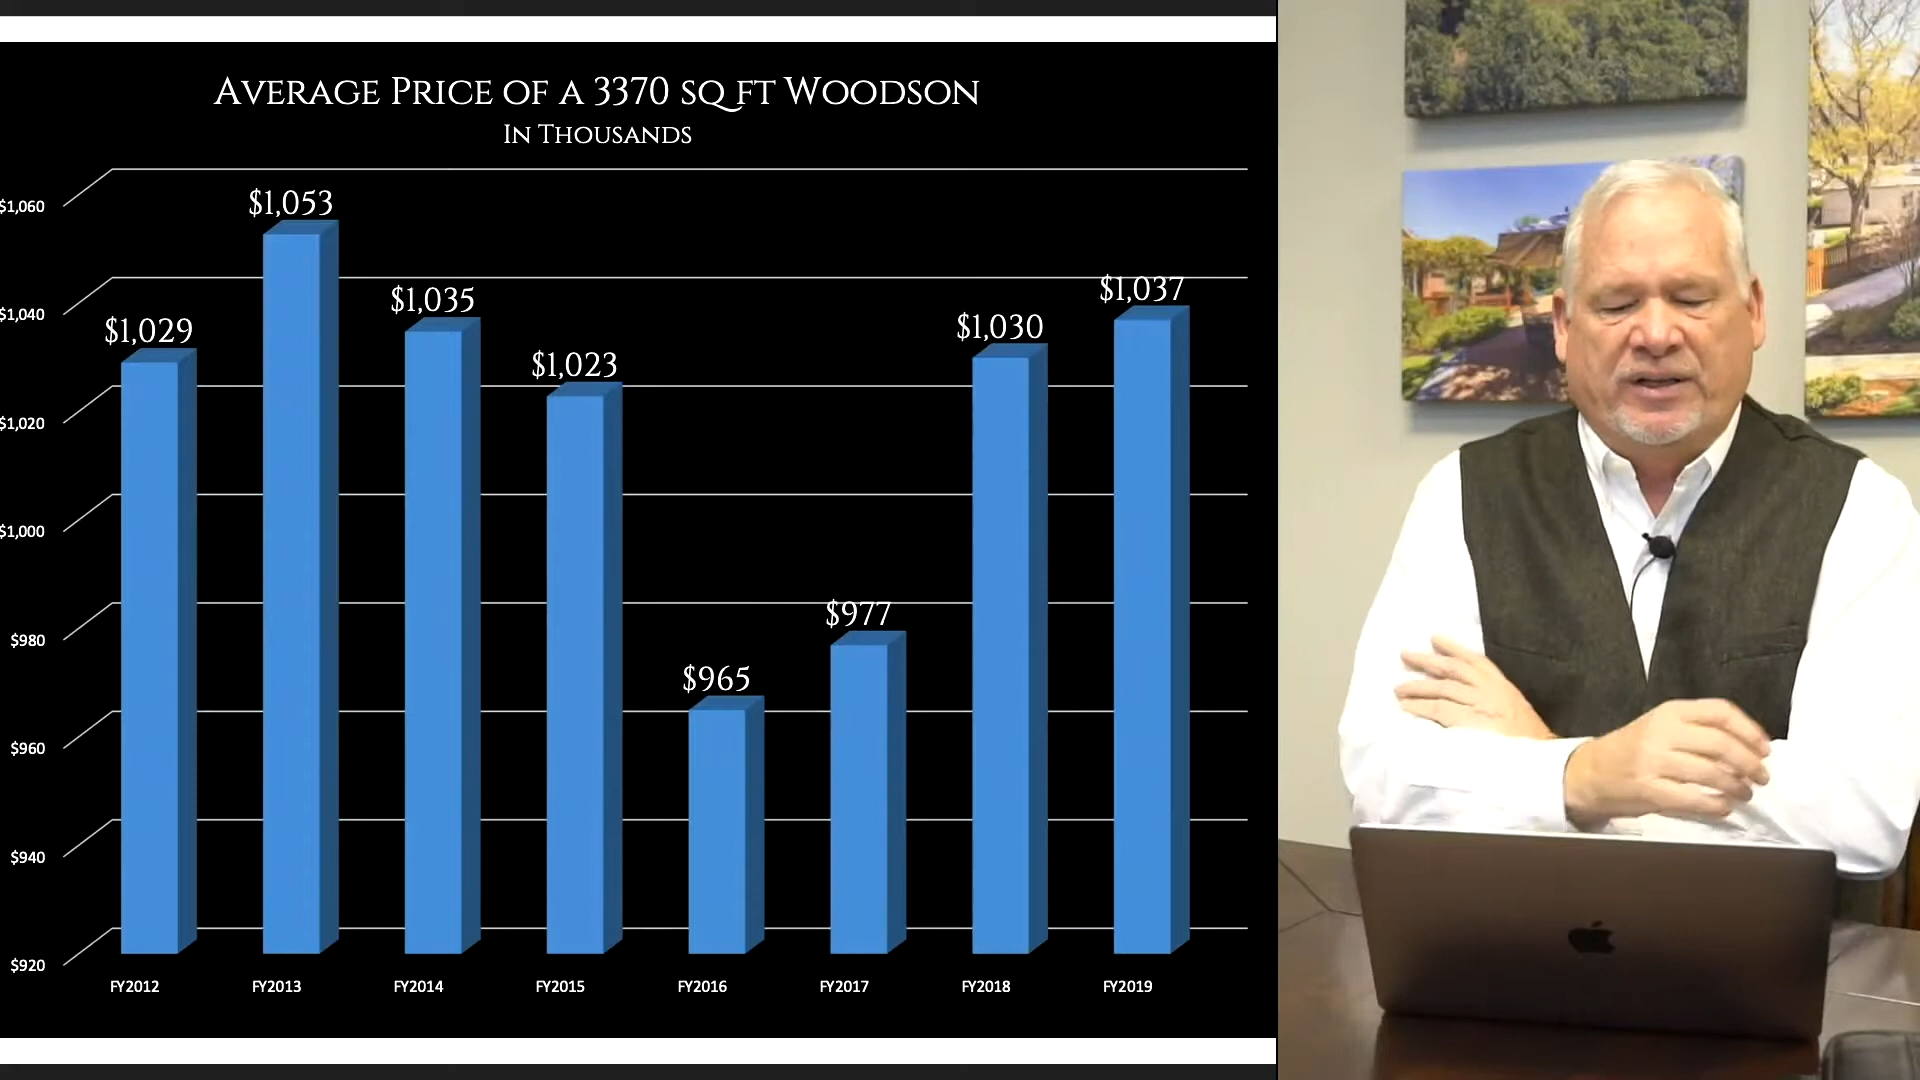 AVERAGE PRICE OF A 3370 SQ FT WOODSON
IN THOUSANDS
$1,060
$1,040
$1,020
$1,000
$980
$960
$940
$920
$1,029
$1,053
$1,035
$1,023
$965
$977
$1,030
$1,037
FY2012
FY2013
FY2014
FY2015
FY2016
FY2017
FY2018
FY2019